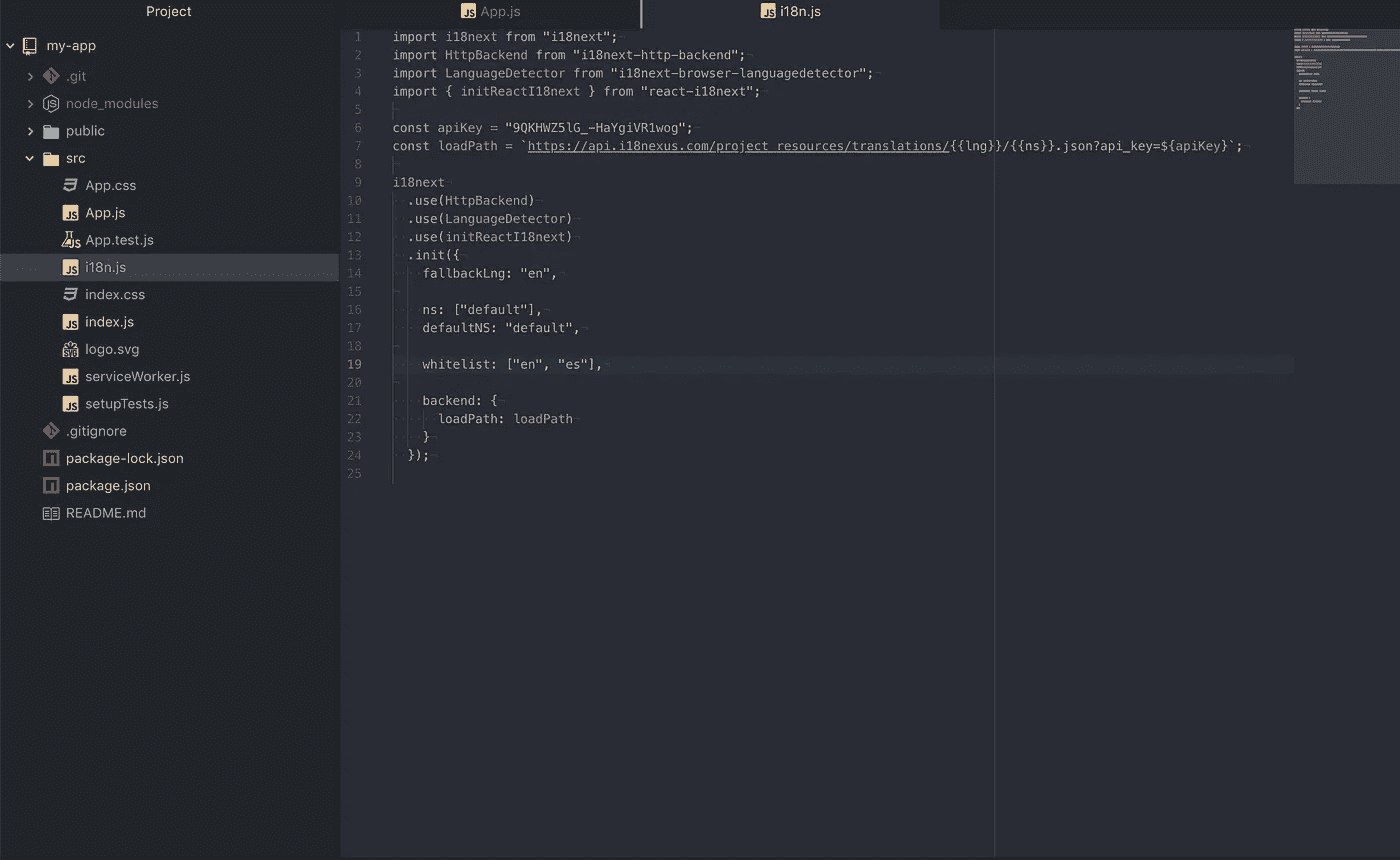 Project
my-app
.git
node_modules
public
src
App.css
App.js
App.test.js
i18n.js
index.css
index.js
logo.svg
serviceWorker.js
setupTests.js
.gitignore
package-lock.json
package.json
README.md
App.js
i18n.js
1 import i18next from "i18next";
2 import HttpBackend from "i18next-http-backend";
3 import LanguageDetector from "i18next-browser-languagedetector";
4 import { initReactI18next } from "react-i18next";
5
6 const apiKey = "9QKHWZ5lG_-HaYgiVR1wog";
7 const loadPath = `https://api.i18nexus.com/project_resources/translations/{{lng}}/{{ns}}.json?api_key=${apiKey}`;
8
9 i18next
10 .use(HttpBackend)
11 .use(LanguageDetector)
12 .use(initReactI18next)
13 .init({
14 fallbackLng: "en",
15
16 ns: ["default"],
17 defaultNS: "default",
18
19 whitelist: ["en", "es"],
20
21 backend: {
22 loadPath: loadPath
23 }
24 });
25